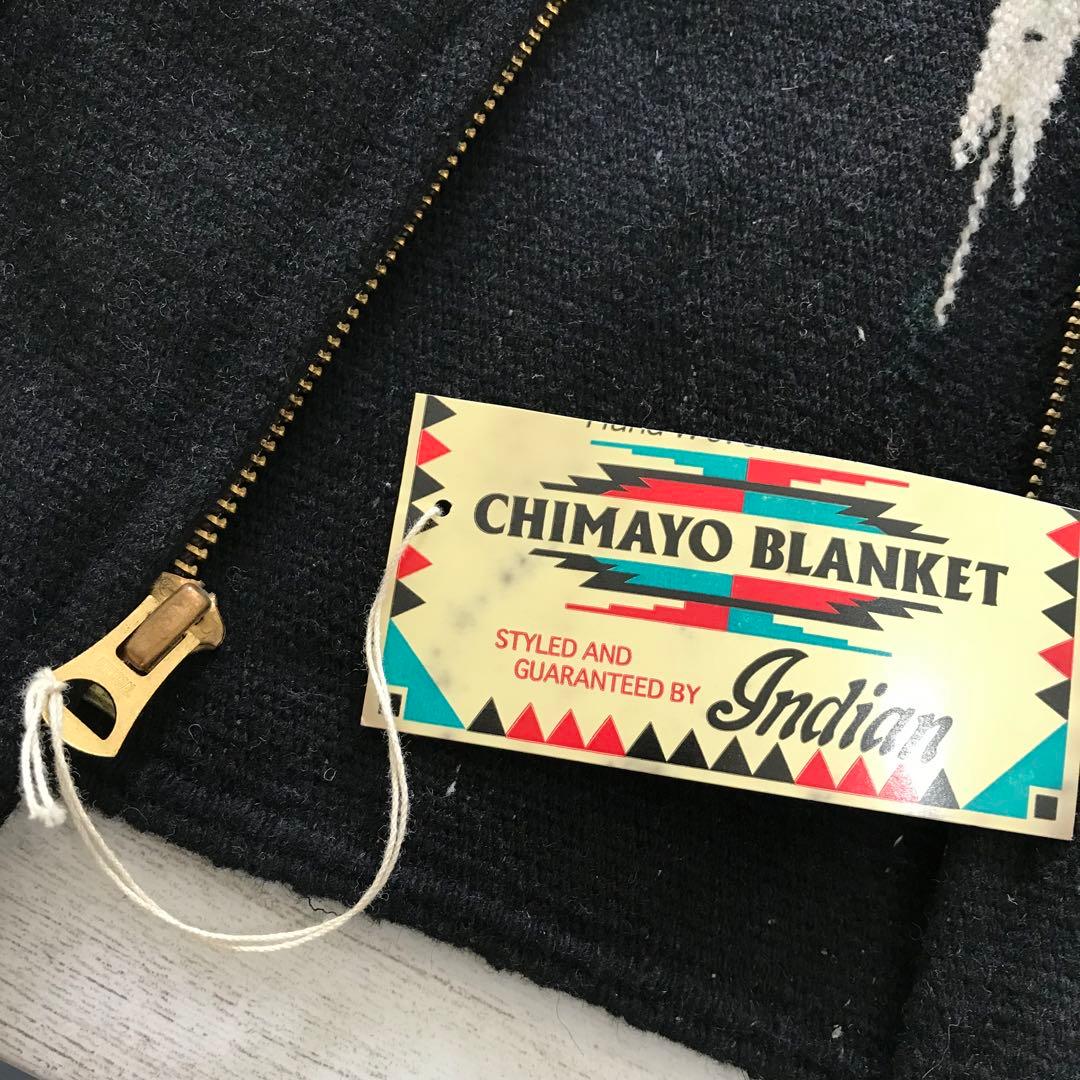 CHIMAYO BLANKET
STYLED AND
GUARANTEED BY
Indian